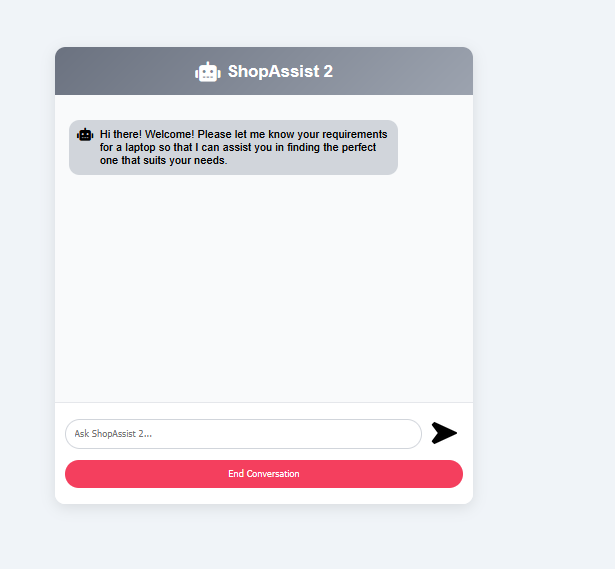 ShopAssist 2
Hi there! Welcome! Please let me know your requirements
for a laptop so that I can assist you in finding the perfect
one that suits your needs.
Ask ShopAssist 2...
End Conversation